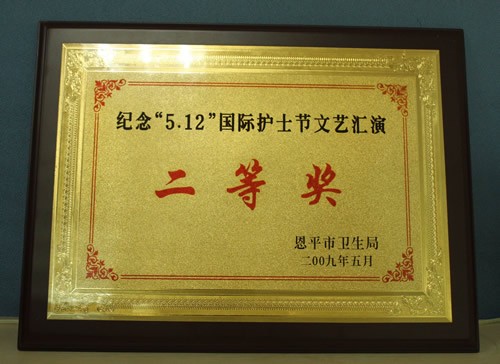 纪念“5.12”国际护士节文艺汇演
二等奖
恩平市卫生局
二00九年五月